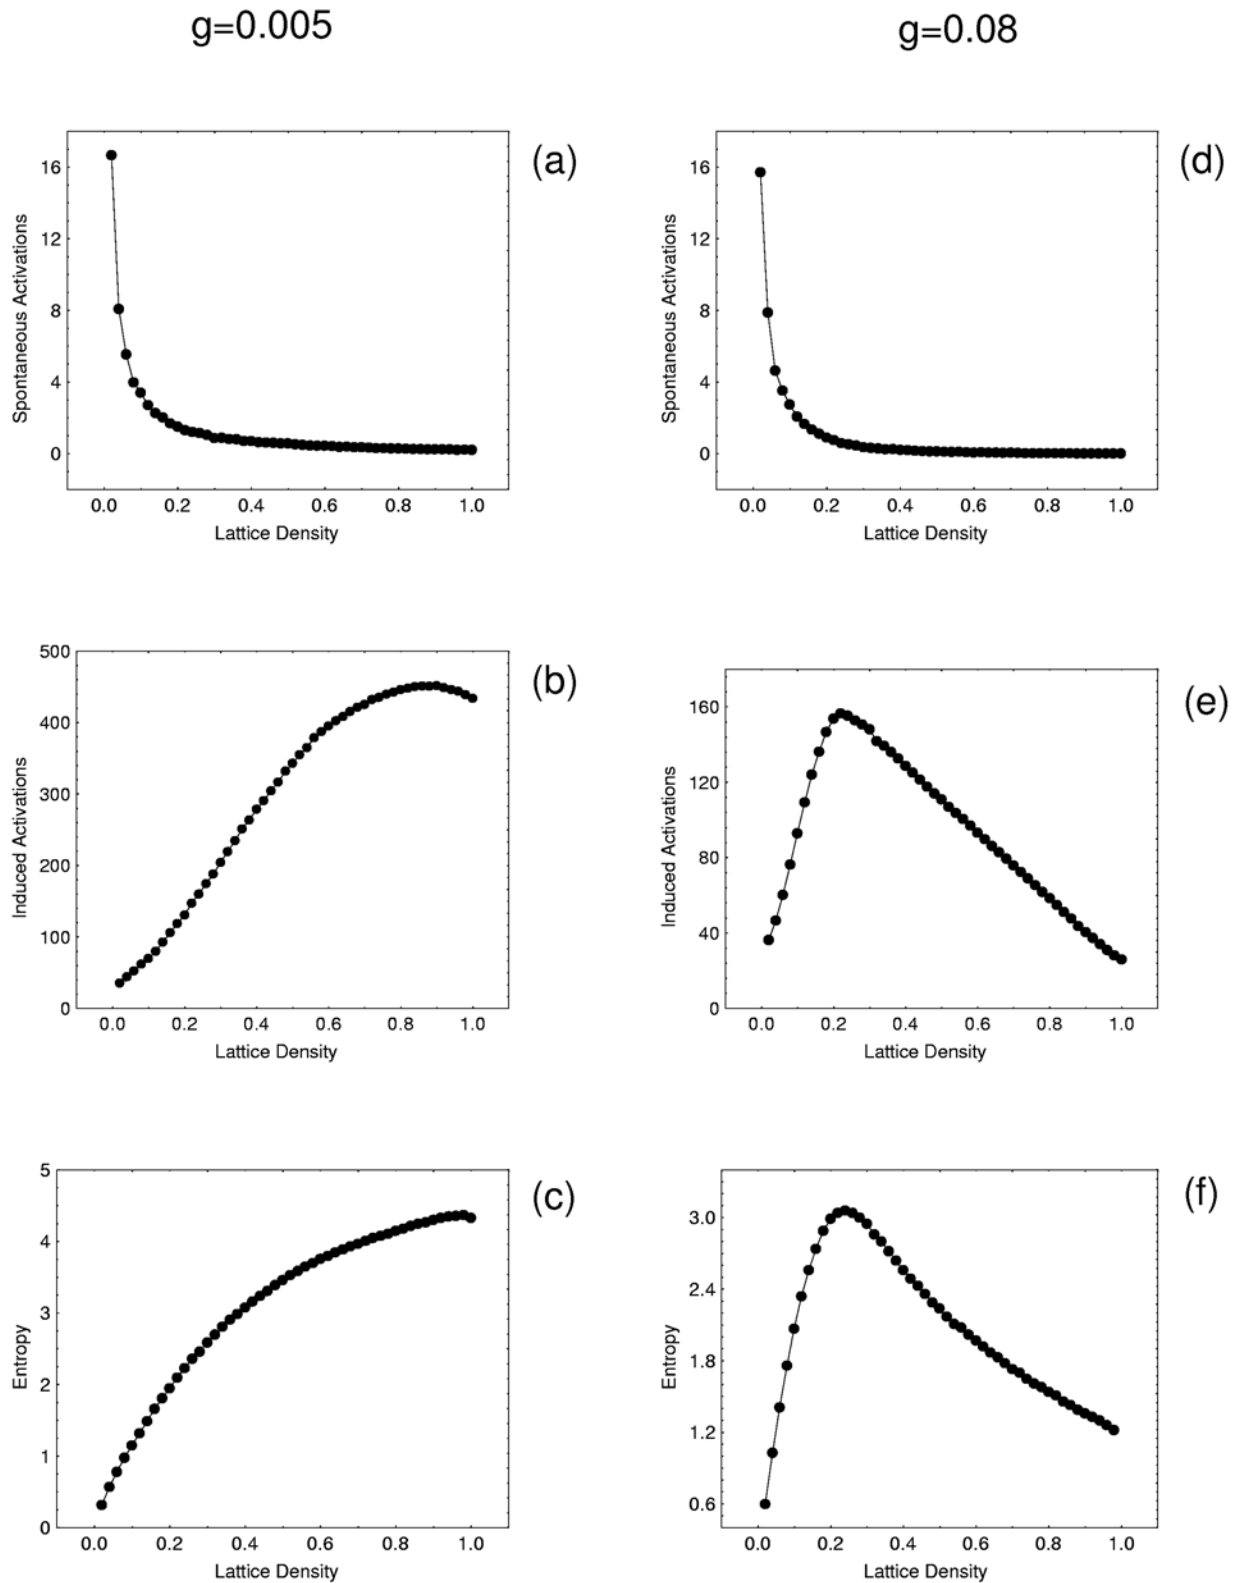 g=0.005
g=0.08
(a)
16
12
8
4
0
Spontaneous Activations
0.0 0.2 0.4 0.6 0.8 1.0
Lattice Density
(d)
16
12
8
4
0
Spontaneous Activations
0.0 0.2 0.4 0.6 0.8 1.0
Lattice Density
(b)
500
400
300
200
100
0
Induced Activations
0.0 0.2 0.4 0.6 0.8 1.0
Lattice Density
(e)
160
120
80
40
0
Induced Activations
0.0 0.2 0.4 0.6 0.8 1.0
Lattice Density
(c)
5
4
3
2
1
0
Entropy
0.0 0.2 0.4 0.6 0.8 1.0
Lattice Density
(f)
3.0
2.4
1.8
1.2
0.6
Entropy
0.0 0.2 0.4 0.6 0.8 1.0
Lattice Density